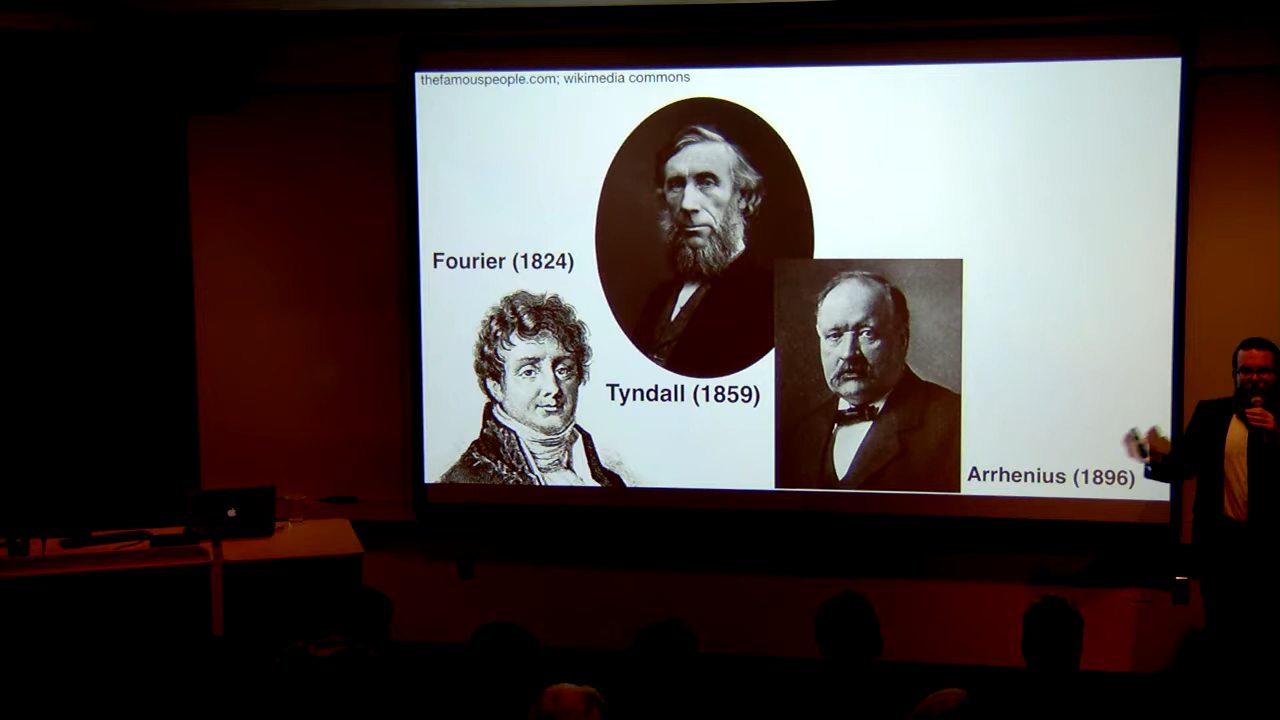 thefamouspeople.com; wikimedia commons
Fourier (1824)
Tyndall (1859)
Arrhenius (1896)